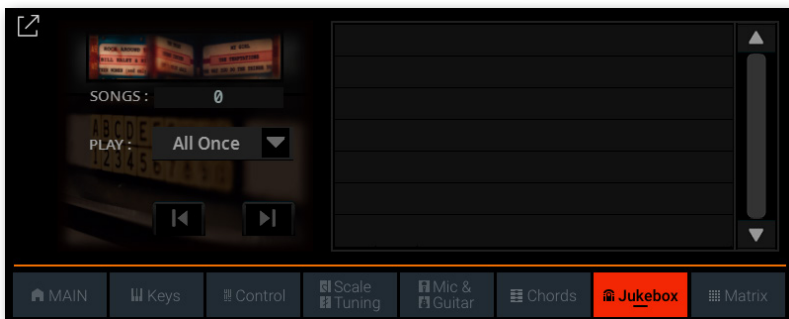 SONGS :
0
PLAY :
All Once
MAIN
Keys
Control
Scale
Tuning
Mic &
Guitar
Chords
Jukebox
Matrix